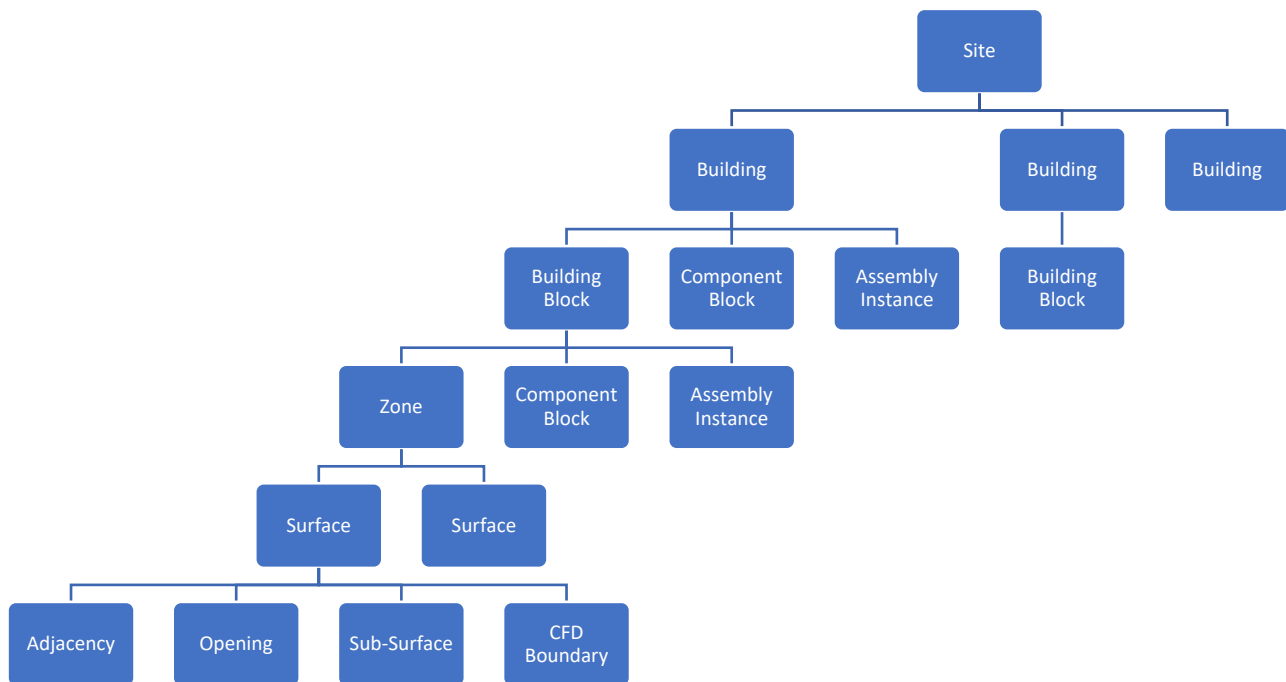 Site
Building
Building
Building
Building
Block
Component
Block
Assembly
Instance
Building
Block
Zone
Component
Block
Assembly
Instance
Surface
Surface
Adjacency
Opening
Sub-Surface
CFD
Boundary